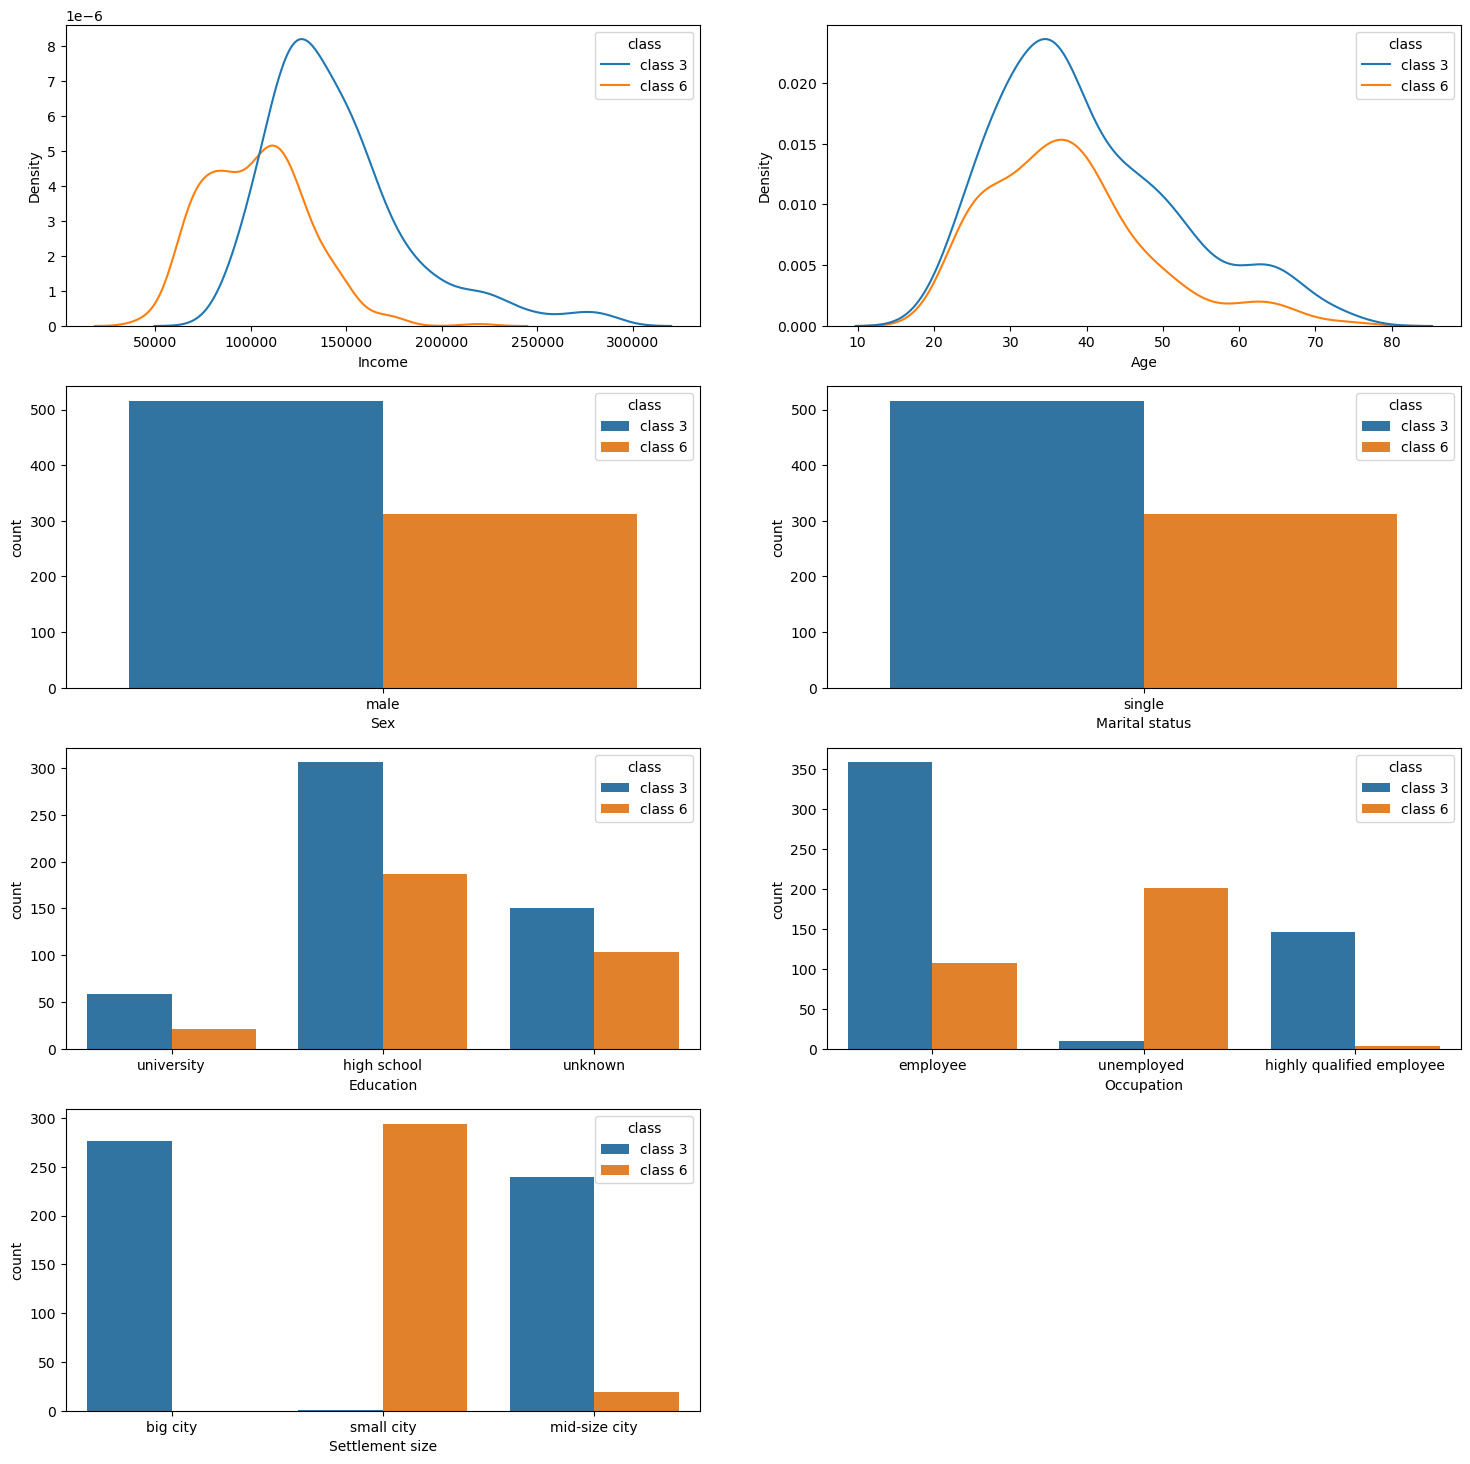 1e−6
8
7
6
5
4
3
2
1
0
Density
50000 100000 150000 200000 250000 300000
Income
class
class 3
class 6
0.020
0.015
0.010
0.005
0.000
Density
10 20 30 40 50 60 70 80
Age
class
class 3
class 6
500
400
300
200
100
0
count
male
Sex
class
class 3
class 6
500
400
300
200
100
0
count
single
Marital status
class
class 3
class 6
300
250
200
150
100
50
0
count
university high school unknown
Education
class
class 3
class 6
350
300
250
200
150
100
50
0
count
employee unemployed highly qualified employee
Occupation
class
class 3
class 6
300
250
200
150
100
50
0
count
big city small city mid-size city
Settlement size
class
class 3
class 6